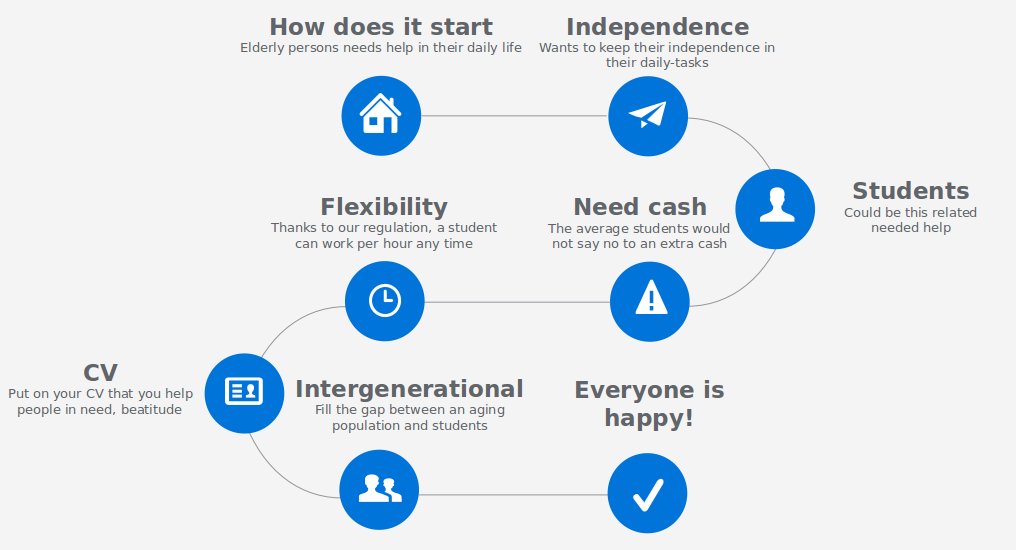 How does it start
Elderly persons needs help in their daily life
Independence
Wants to keep their independence in
their daily-tasks
Students
Could be this related
needed help
Need cash
The average students would
not say no to an extra cash
Flexibility
Thanks to our regulation, a student
can work per hour any time
CV
Put on your CV that you help
people in need, beatitude
Intergenerational
Fill the gap between an aging
population and students
Everyone is
happy!